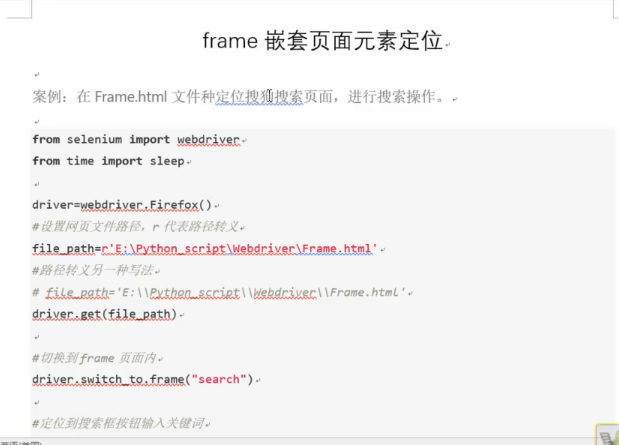 frame 嵌套页面元素定位
案例：在 Frame.html 文件种定位搜狗搜索页面，进行搜索操作。
from selenium import webdriver
from time import sleep
driver=webdriver.Firefox()
#设置网页文件路径，r 代表路径转义
file_path=r'E:\Python_script\Webdriver\Frame.html'
#路径转义另一种写法
# file_path='E:\\Python_script\\Webdriver\\Frame.html'
driver.get(file_path)
#切换到 frame 页面内
driver.switch_to.frame("search")
#定位到搜索框按钮输入关键词